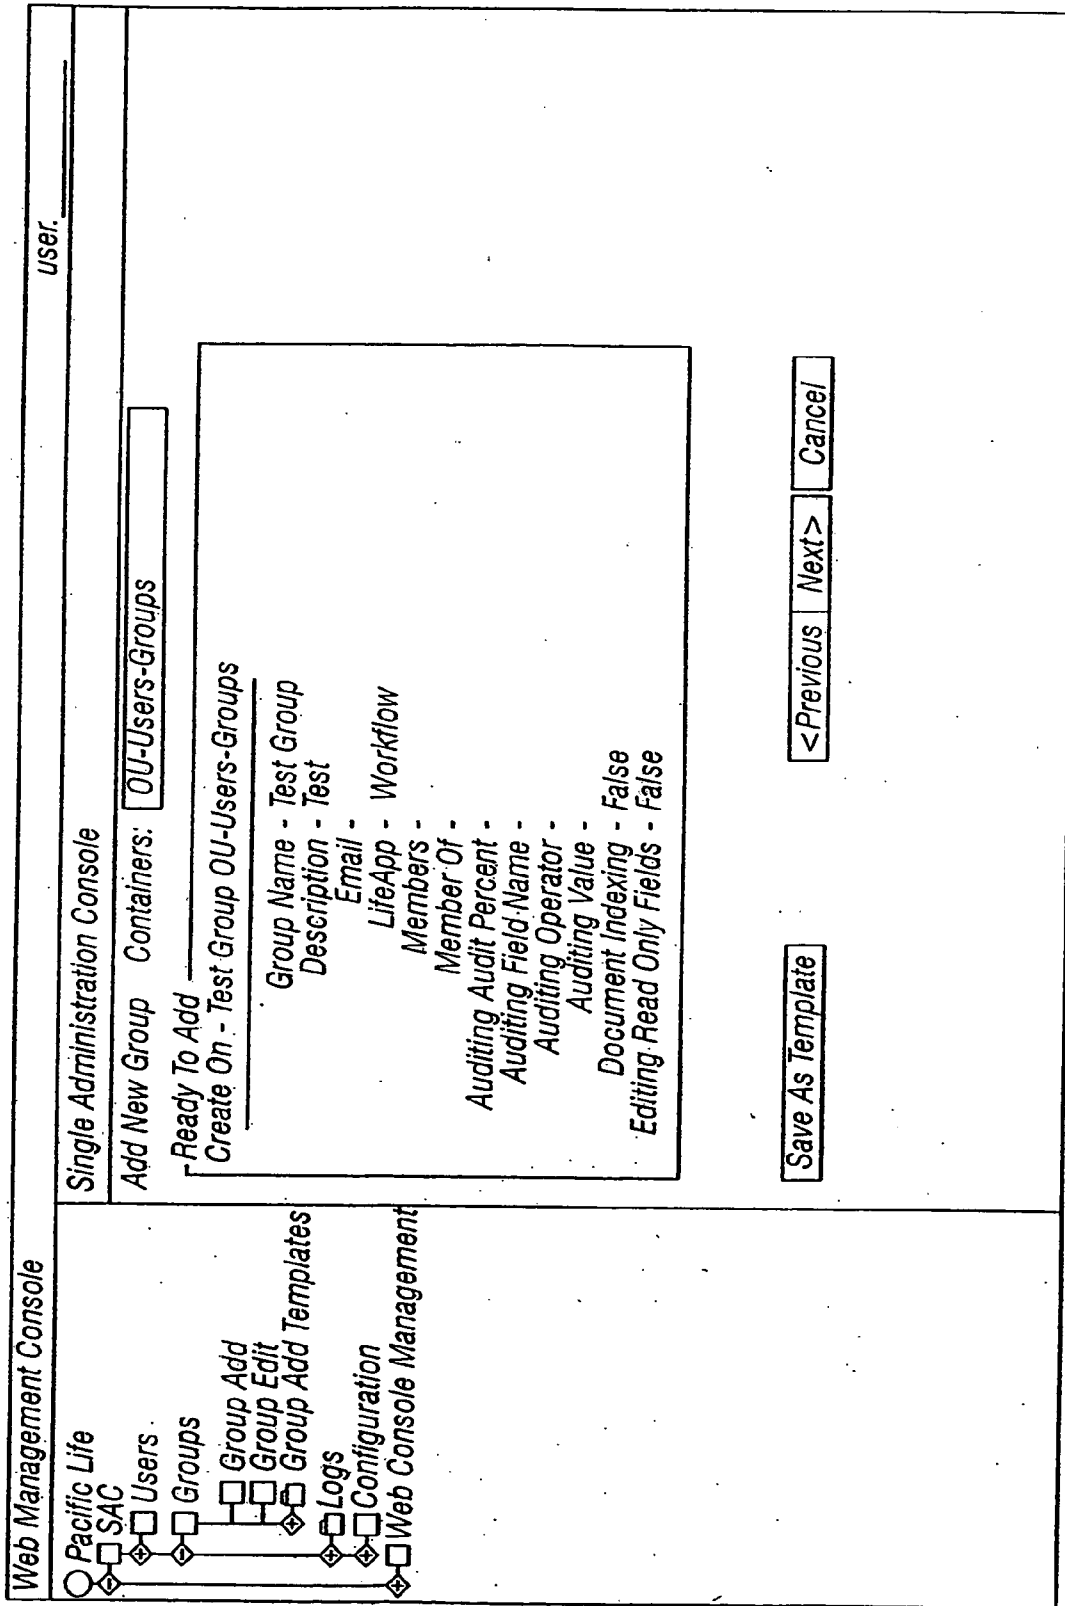 Web Management Console
user.
Pacific Life
SAC
Users
Groups
Group Add
Group Edit
Group Add Templates
Logs
Configuration
Web Console Management
Single Administration Console
Add New Group Containers: OU-Users-Groups
Ready To Add
Create On - Test Group OU-Users-Groups
Group Name - Test Group
Description - Test
Email -
LifeApp - Workflow
Members -
Member Of -
Auditing Audit Percent -
Auditing Field Name -
Auditing Operator -
Auditing Value -
Document Indexing - False
Editing Read Only Fields - False
Save As Template <Previous Next> Cancel